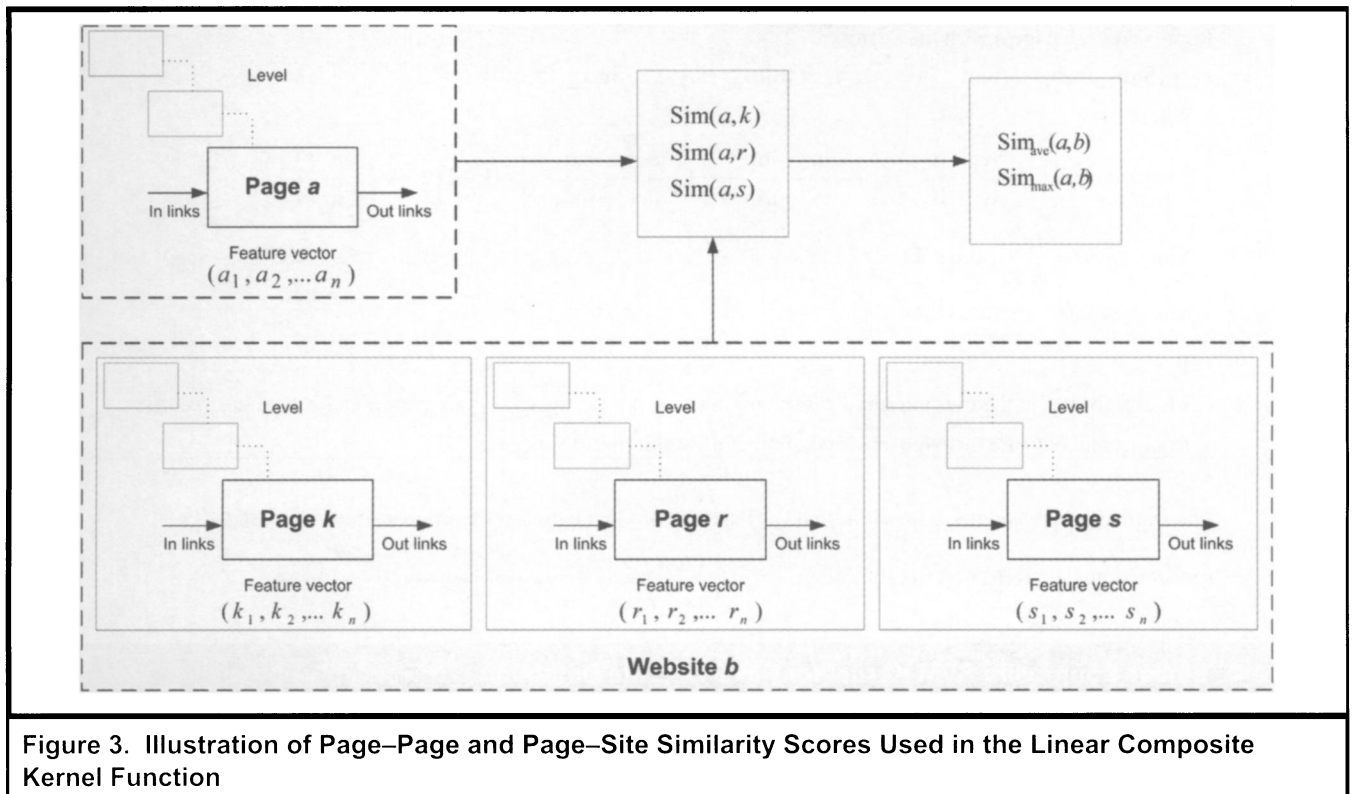 Level
Page a
In links
Out links
Feature vector
(a1, a2,...an)
Sim(a,k)
Sim(a,r)
Sim(a,s)
Simave(a,b)
Simmax(a,b)
Level
Page k
In links
Out links
Feature vector
(k1, k2,... kn)
Level
Page r
In links
Out links
Feature vector
(r1, r2,... rn)
Level
Page s
In links
Out links
Feature vector
(s1, s2,... sn)
Website b
Figure 3. Illustration of Page–Page and Page–Site Similarity Scores Used in the Linear Composite
Kernel Function